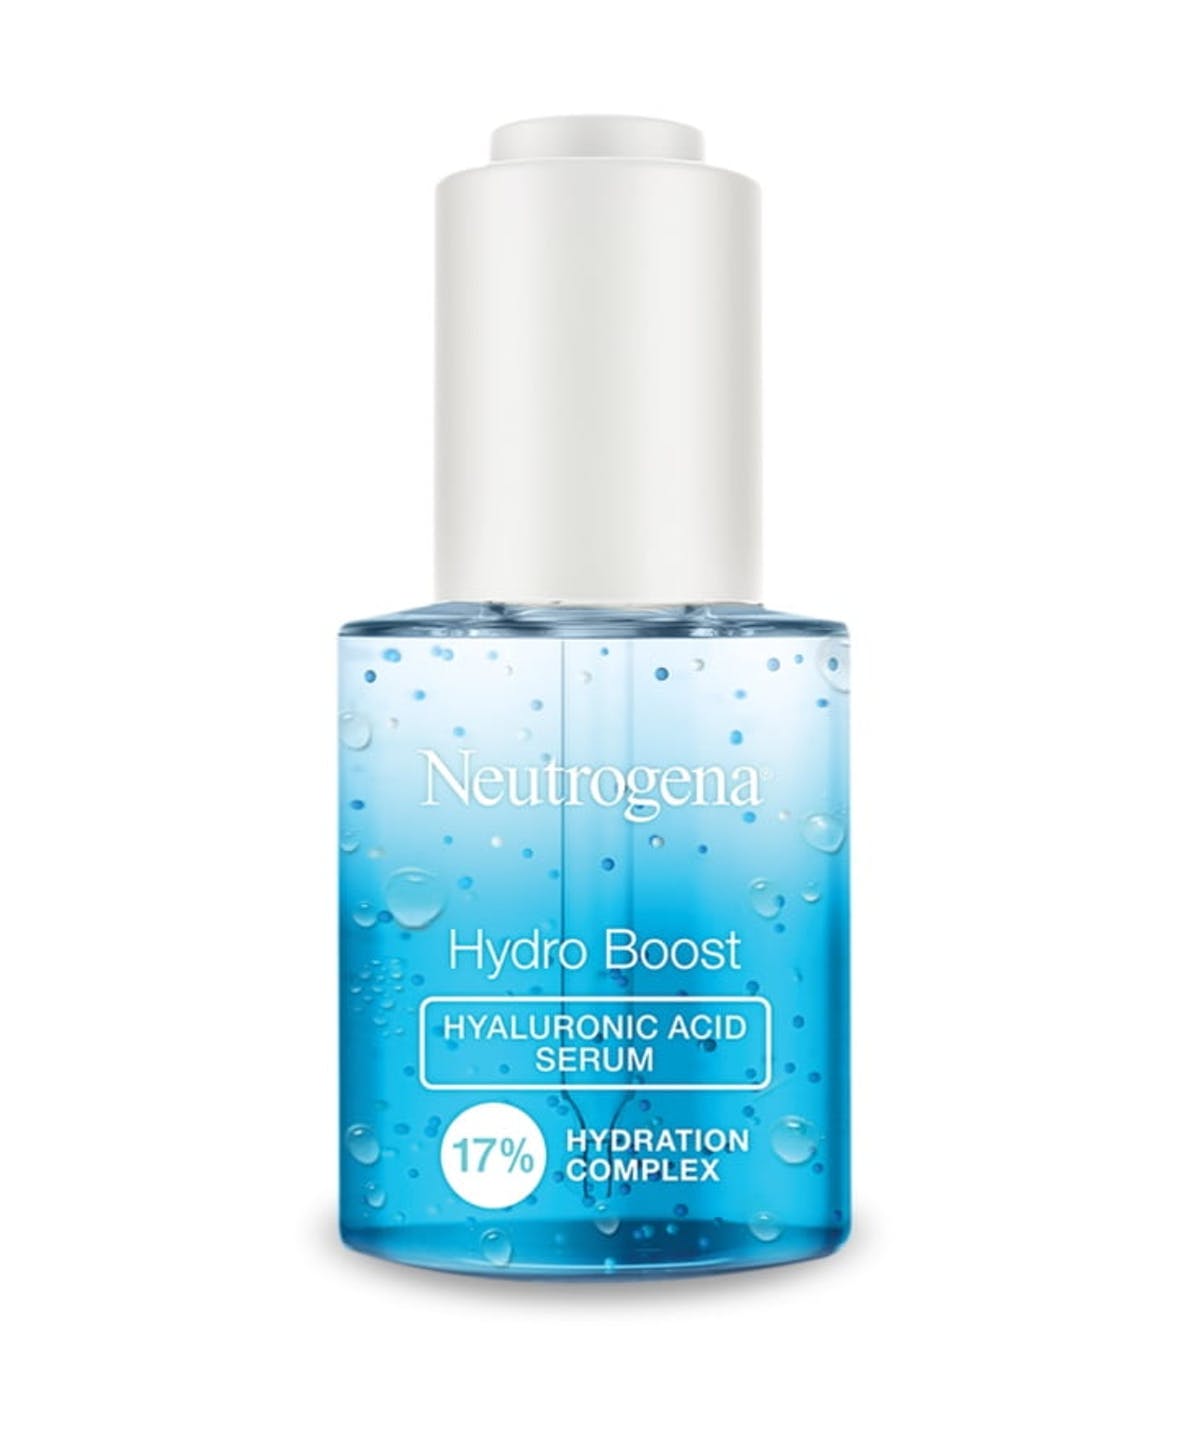 Neutrogena®
Hydro Boost
HYALURONIC ACID
SERUM
17%
HYDRATION
COMPLEX